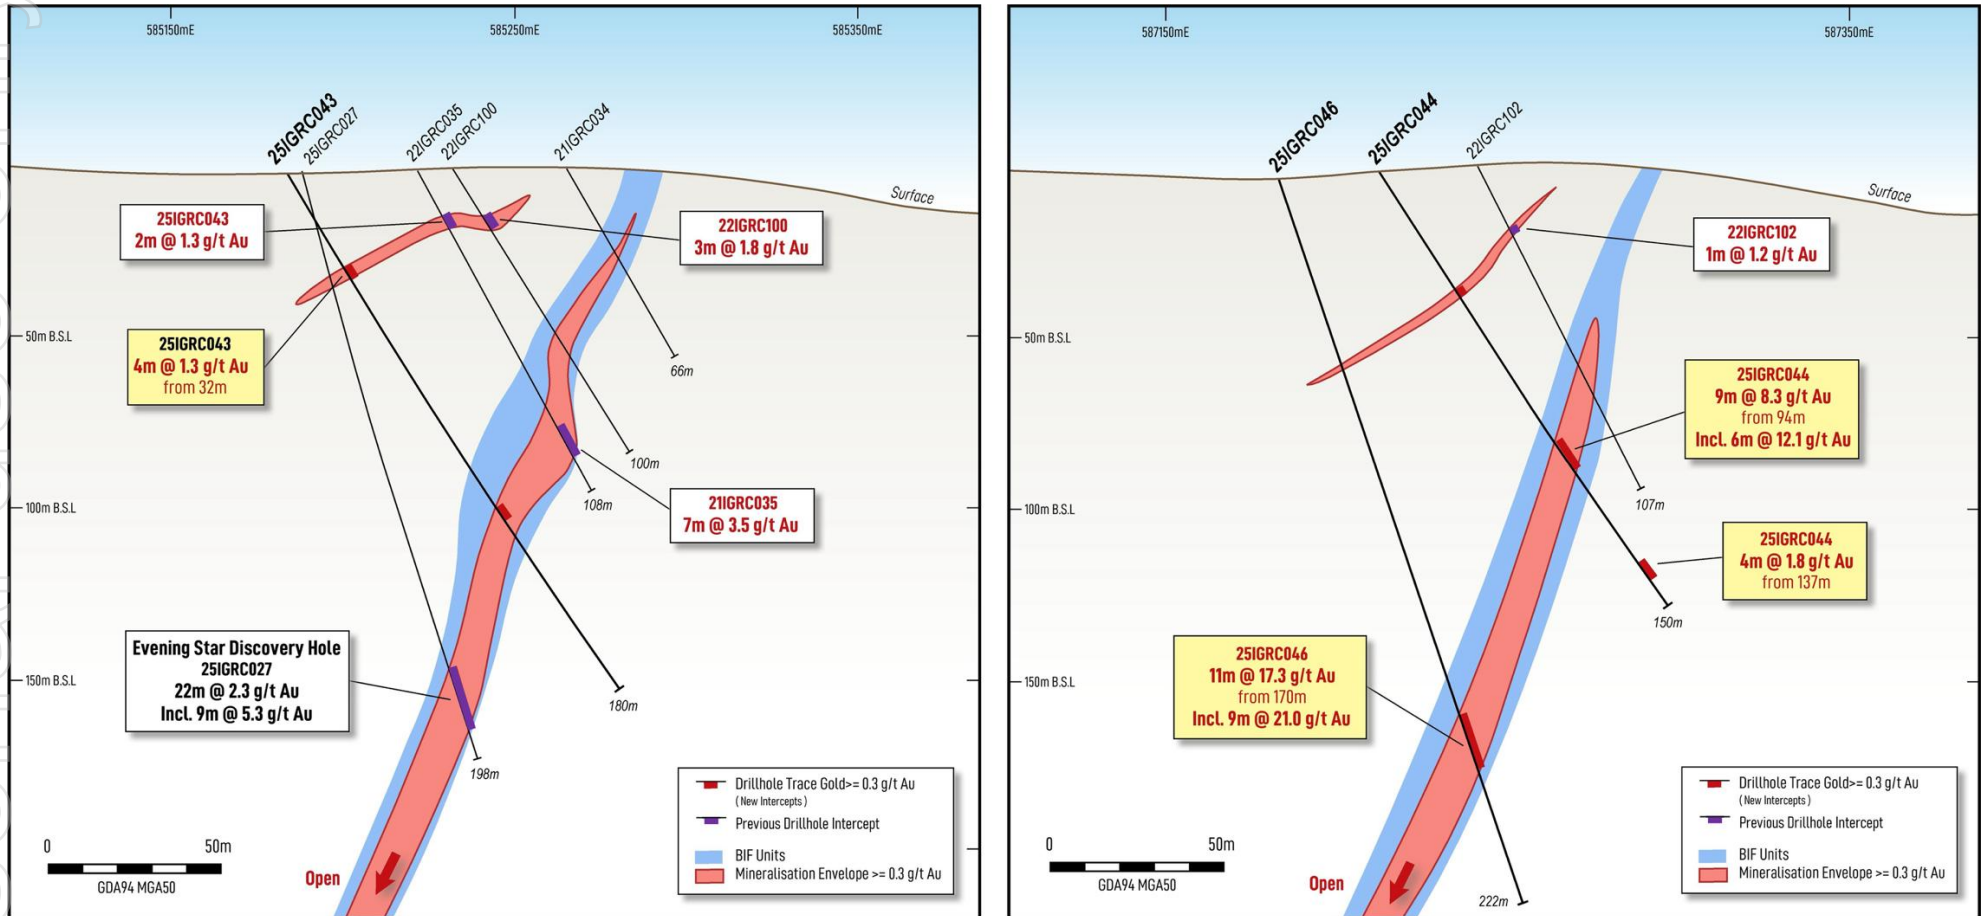 585150mE
585250mE
585350mE
25IGRC043
25IGRC027
22IGRC035
22IGRC100
21IGRC034
Surface
25IGRC043
2m @ 1.3 g/t Au
22IGRC100
3m @ 1.8 g/t Au
50m B.S.L
25IGRC043
4m @ 1.3 g/t Au
from 32m
66m
100m
108m
100m B.S.L
21IGRC035
7m @ 3.5 g/t Au
Evening Star Discovery Hole
25IGRC027
22m @ 2.3 g/t Au
Incl. 9m @ 5.3 g/t Au
150m B.S.L
180m
198m
Drillhole Trace Gold>= 0.3 g/t Au
( New Intercepts )
Previous Drillhole Intercept
BIF Units
Mineralisation Envelope >= 0.3 g/t Au
0 50m
GDA94 MGA50
Open
587150mE
587350mE
25IGRC046
25IGRC044
22IGRC102
Surface
22IGRC102
1m @ 1.2 g/t Au
50m B.S.L
25IGRC044
9m @ 8.3 g/t Au
from 94m
Incl. 6m @ 12.1 g/t Au
100m B.S.L
107m
25IGRC044
4m @ 1.8 g/t Au
from 137m
150m
25IGRC046
11m @ 17.3 g/t Au
from 170m
Incl. 9m @ 21.0 g/t Au
150m B.S.L
Drillhole Trace Gold>= 0.3 g/t Au
( New Intercepts )
Previous Drillhole Intercept
BIF Units
Mineralisation Envelope >= 0.3 g/t Au
0 50m
GDA94 MGA50
Open
222m